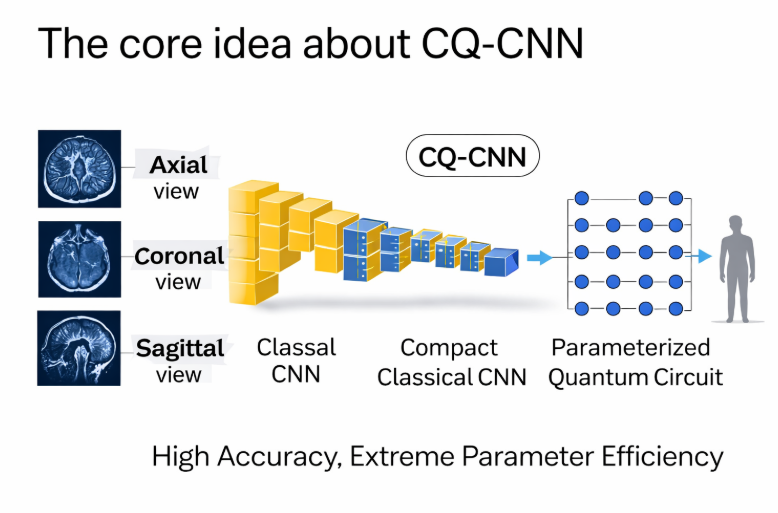 The core idea about CQ-CNN
CQ-CNN
Axial
view
Coronal
view
Sagittal
view
Classal
CNN
Compact
Classical CNN
Parameterized
Quantum Circuit
High Accuracy, Extreme Parameter Efficiency